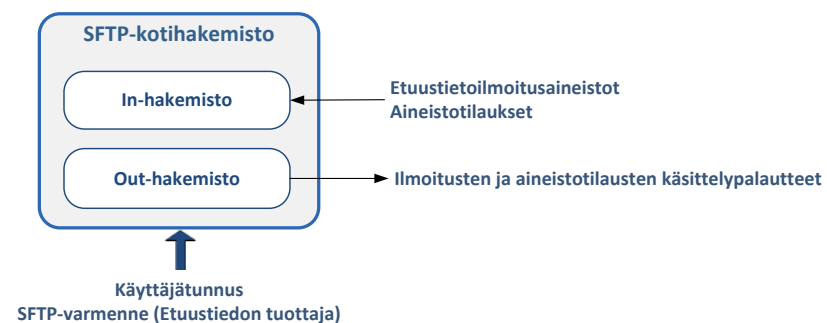 SFTP-kotihakemisto
In-hakemisto
Etuustietoilmoitusaineistot
Aineistotilaukset
Out-hakemisto
Ilmoitusten ja aineistotilausten käsittelypalautteet
Käyttäjätunnus
SFTP-varmenne (Etuustiedon tuottaja)